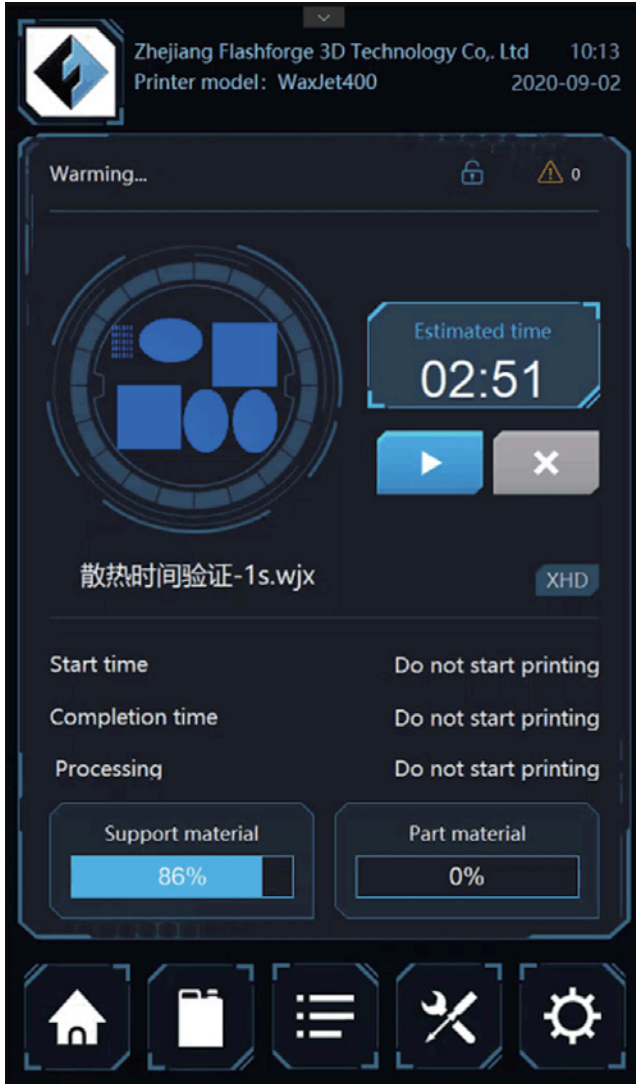 Zhejiang Flashforge 3D Technology Co,. Ltd 10:13
Printer model: WaxJet400 2020-09-02
Warming... 0
Estimated time
02:51
散热时间验证-1s.wjx XHD
Start time Do not start printing
Completion time Do not start printing
Processing Do not start printing
Support material Part material
86% 0%